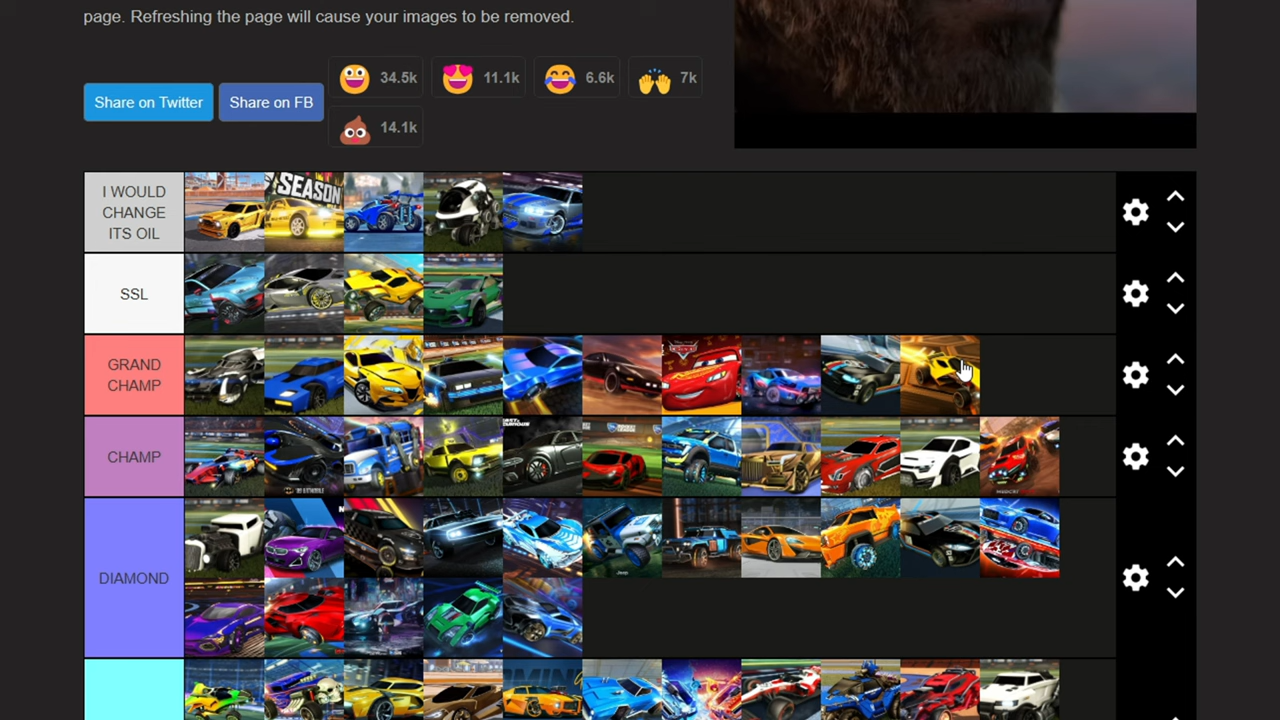 page. Refreshing the page will cause your images to be removed.
34.5k
11.1k
6.6k
7k
Share on Twitter
Share on FB
14.1k
I WOULD
CHANGE
ITS OIL
SEASON
SSL
GRAND
CHAMP
CHAMP
DIAMOND
Jeep